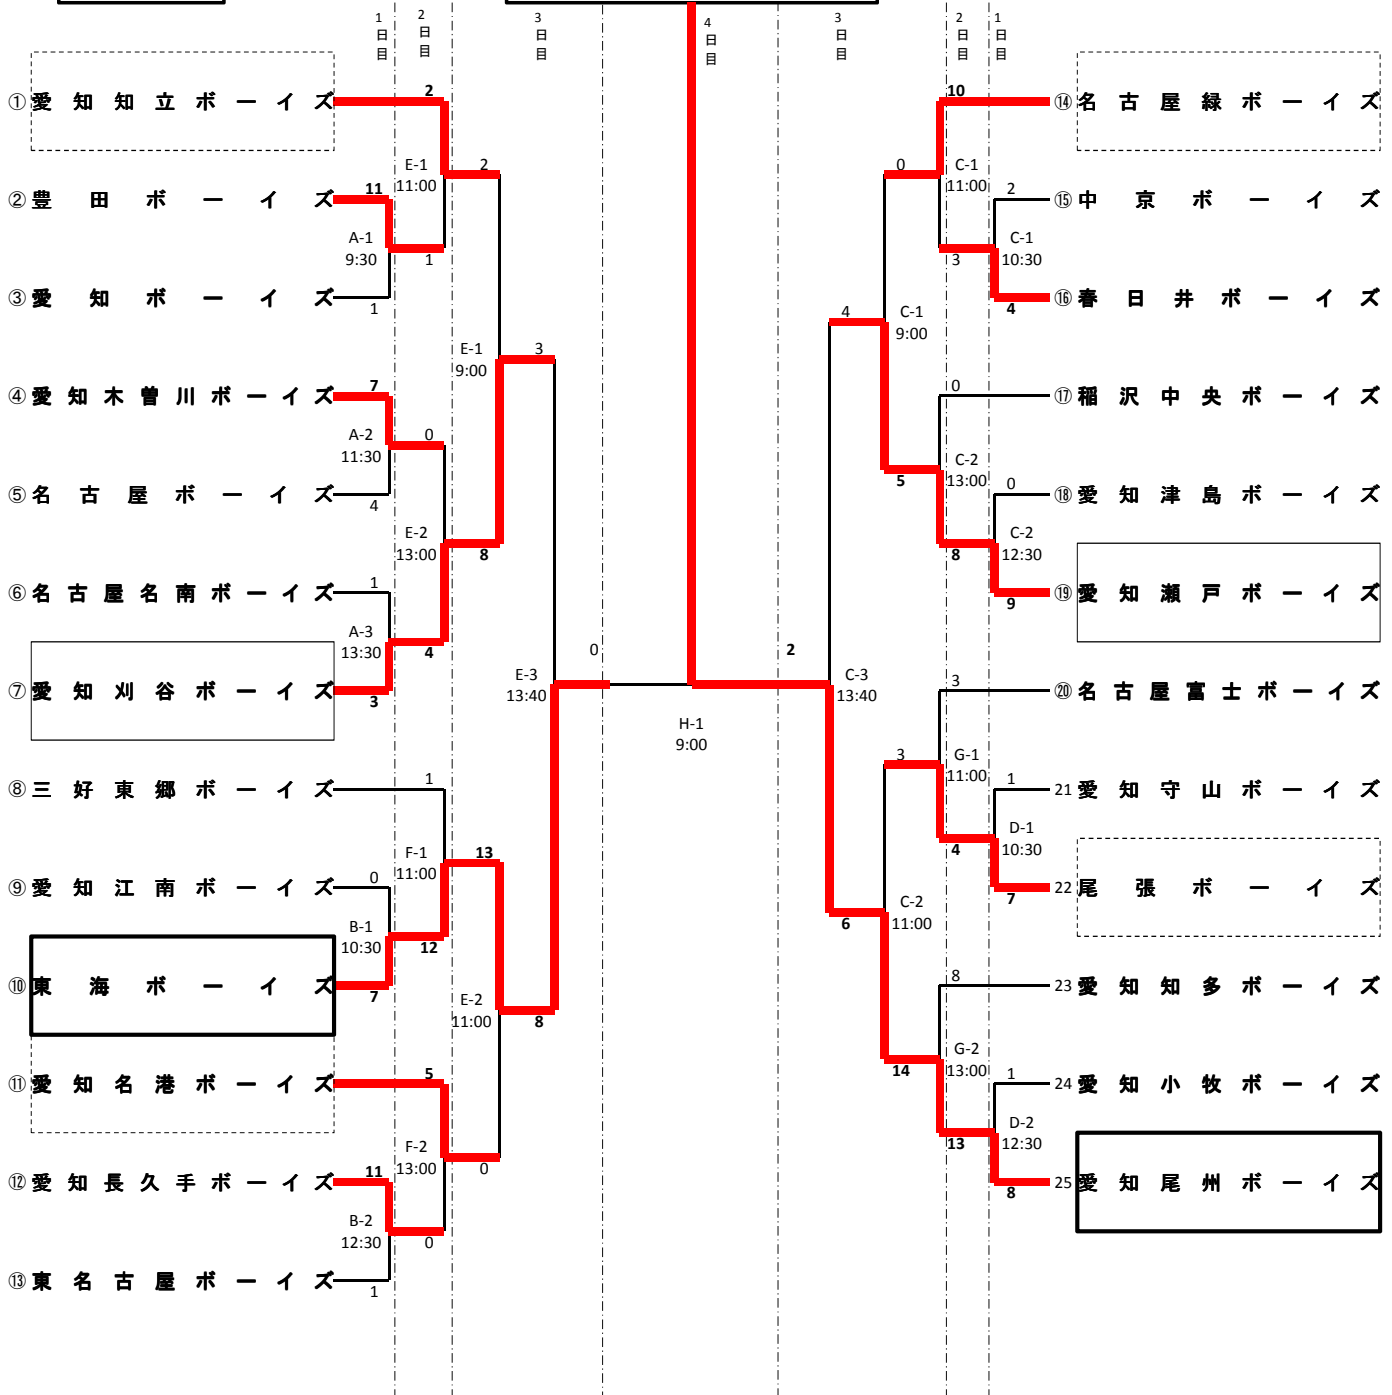 1日目
2日目
3日目
4日目
3日目
2日目
1日目
①愛知知立ボーイズ
2
E-1
11:00
2
②豊田ボーイズ
11
A-1
9:30
1
③愛知ボーイズ
1
E-1
9:00
3
④愛知木曽川ボーイズ
7
A-2
11:30
0
⑤名古屋ボーイズ
4
E-2
13:00
8
⑥名古屋名南ボーイズ
1
A-3
13:30
4
⑦愛知刈谷ボーイズ
3
E-3
13:40
0
⑧三好東郷ボーイズ
1
F-1
11:00
13
⑨愛知江南ボーイズ
0
B-1
10:30
12
⑩東海ボーイズ
7
E-2
11:00
8
⑪愛知名港ボーイズ
5
F-2
13:00
0
⑫愛知長久手ボーイズ
11
B-2
12:30
0
⑬東名古屋ボーイズ
1
H-1
9:00
2
10
⑭名古屋緑ボーイズ
0
C-1
11:00
2
⑮中京ボーイズ
C-1
10:30
3
⑯春日井ボーイズ
4
4
C-1
9:00
0
⑰稲沢中央ボーイズ
5
C-2
13:00
0
⑱愛知津島ボーイズ
C-2
12:30
8
⑲愛知瀬戸ボーイズ
9
C-3
13:40
3
⑳名古屋富士ボーイズ
3
G-1
11:00
1
21愛知守山ボーイズ
D-1
10:30
4
22尾張ボーイズ
7
6
C-2
11:00
8
23愛知知多ボーイズ
14
G-2
13:00
1
24愛知小牧ボーイズ
D-2
12:30
13
25愛知尾州ボーイズ
8